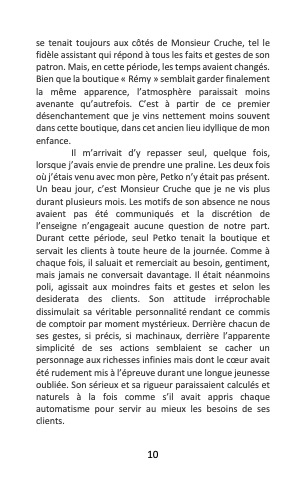 se tenait toujours aux côtés de Monsieur Cruche, tel le
fidèle assistant qui répond à tous les faits et gestes de son
patron. Mais, en cette période, les temps avaient changés.
Bien que la boutique « Rémy » semblait garder finalement
la même apparence, l'atmosphère paraissait moins
avenante qu'autrefois. C'est à partir de ce premier
désenchantement que je vins nettement moins souvent
dans cette boutique, dans cet ancien lieu idyllique de mon
enfance.
Il m'arrivait d'y repasser seul, quelque fois,
lorsque j'avais envie de prendre une praline. Les deux fois
où j'étais venu avec mon père, Petko n'y était pas présent.
Un beau jour, c'est Monsieur Cruche que je ne vis plus
durant plusieurs mois. Les motifs de son absence ne nous
avaient pas été communiqués et la discrétion de
l'enseigne n'engageait aucune question de notre part.
Durant cette période, seul Petko tenait la boutique et
servait les clients à toute heure de la journée. Comme à
chaque fois, il saluait et remerciait au besoin, gentiment,
mais jamais ne conversait davantage. Il était néanmoins
poli, agissait aux moindres faits et gestes et selon les
desiderata des clients. Son attitude irréprochable
dissimulait sa véritable personnalité rendant ce commis
de comptoir par moment mystérieux. Derrière chacun de
ses gestes, si précis, si machinaux, derrière l'apparente
simplicité de ses actions semblaient se cacher un
personnage aux richesses infinies mais dont le cœur avait
été rudement mis à l'épreuve durant une longue jeunesse
oubliée. Son sérieux et sa rigueur paraissaient calculés et
naturels à la fois comme s'il avait appris chaque
automatisme pour servir au mieux les besoins de ses
clients.
10